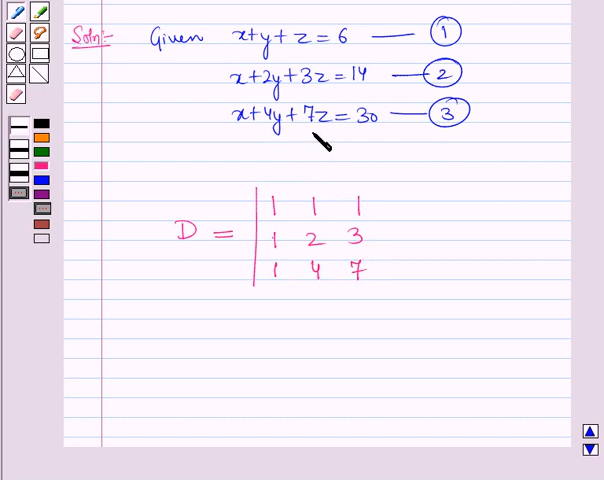 Soln:- Given x+y+z=6 — 1
x+2y+3z=14 — 2
x+4y+7z=30 — 3
D = | 1 1 1
1 2 3
1 4 7